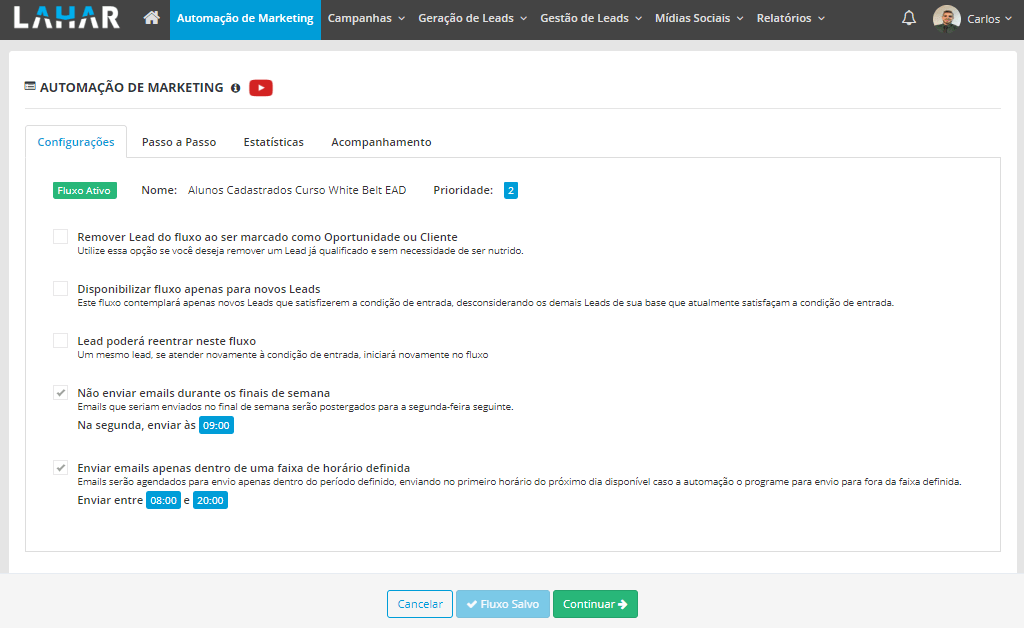 LAHAR Automação de Marketing Campanhas Geração de Leads Gestão de Leads Mídias Sociais Relatórios Carlos
AUTOMAÇÃO DE MARKETING
Configurações Passo a Passo Estatísticas Acompanhamento
Fluxo Ativo Nome: Alunos Cadastrados Curso White Belt EAD Prioridade: 2
Remover Lead do fluxo ao ser marcado como Oportunidade ou Cliente
Utilize essa opção se você deseja remover um Lead já qualificado e sem necessidade de ser nutrido.
Disponibilizar fluxo apenas para novos Leads
Este fluxo contemplará apenas novos Leads que satisfizerem a condição de entrada, desconsiderando os demais Leads de sua base que atualmente satisfaçam a condição de entrada.
Lead poderá reentrar neste fluxo
Um mesmo lead, se atender novamente à condição de entrada, iniciará novamente no fluxo
Não enviar emails durante os finais de semana
Emails que seriam enviados no final de semana serão postergados para a segunda-feira seguinte.
Na segunda, enviar às 09:00
Enviar emails apenas dentro de uma faixa de horário definida
Emails serão agendados para envio apenas dentro do período definido, enviando no primeiro horário do próximo dia disponível caso a automação o programe para envio para fora da faixa definida.
Enviar entre 08:00 e 20:00
Cancelar Fluxo Salvo Continuar